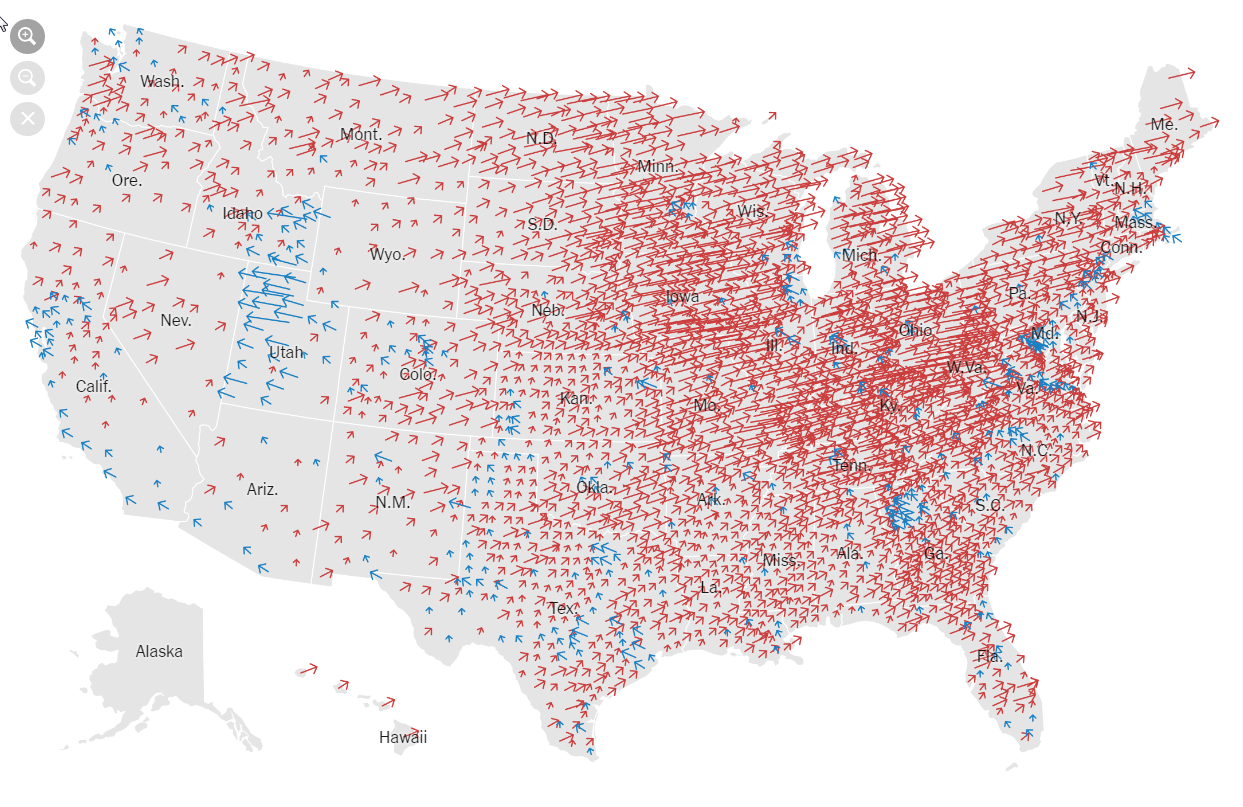 Wash.
Mont.
N.D.
Minn.
Me.
Ore.
Idaho
S.D.
Wis.
Vt.
N.H.
N.Y.
Mass.
Wyo.
Mich.
Conn.
Nev.
Neb.
Iowa
Pa.
N.J.
Utah
Colo.
Ill.
Ind.
Ohio
Md.
Calif.
Kan.
Mo.
Ky.
W.Va.
Va.
Ariz.
N.M.
Okla.
Ark.
Tenn.
N.C.
S.C.
Tex.
La.
Miss.
Ala.
Ga.
Fla.
Alaska
Hawaii